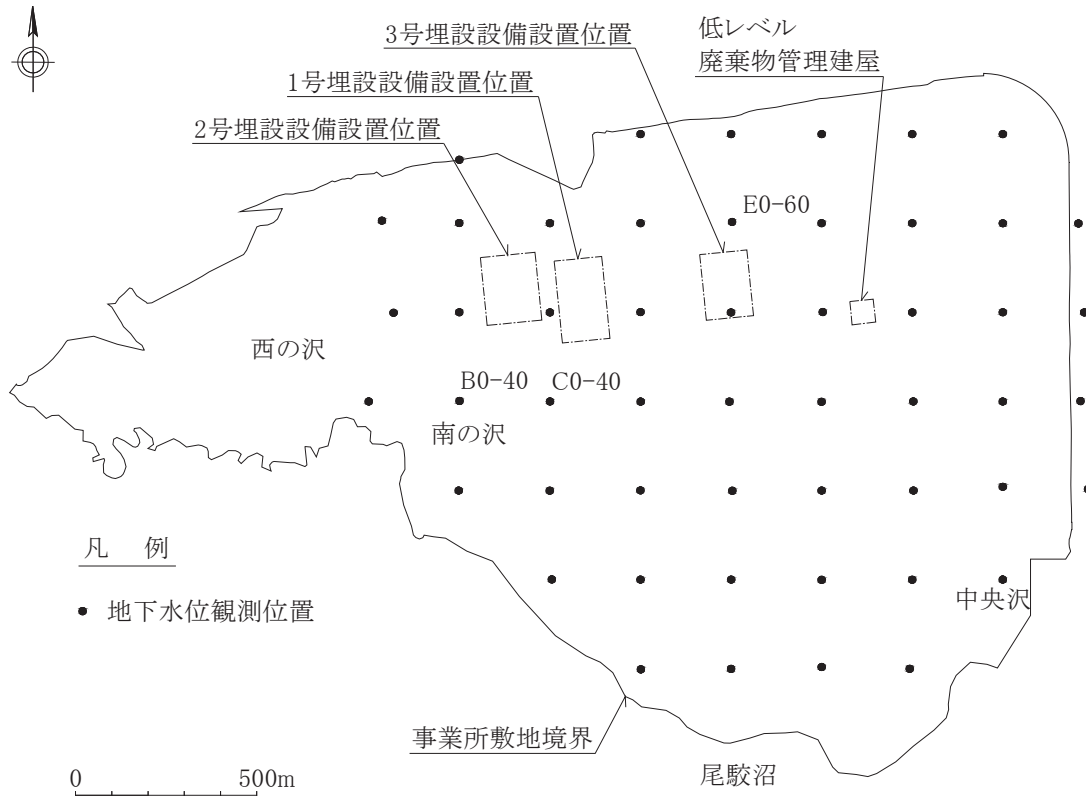 3号埋設設備設置位置
低レベル
廃棄物管理建屋
1号埋設設備設置位置
2号埋設設備設置位置
E0-60
西の沢
B0-40
C0-40
南の沢
凡 例
地下水位観測位置
中央沢
事業所敷地境界
尾駮沼
0
500m